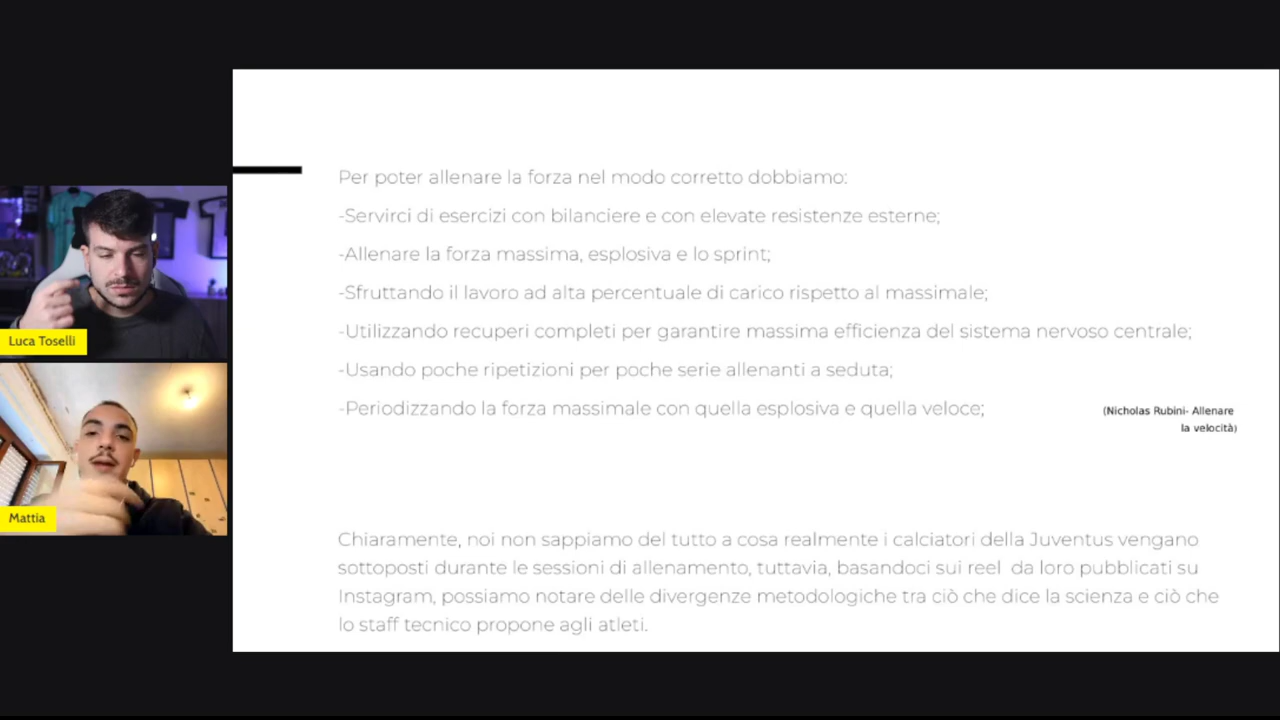 Per poter allenare la forza nel modo corretto dobbiamo:
-Servirci di esercizi con bilanciere e con elevate resistenze esterne;
-Allenare la forza massima, esplosiva e lo sprint;
-Sfruttando il lavoro ad alta percentuale di carico rispetto al massimale;
-Utilizzando recuperi completi per garantire massima efficienza del sistema nervoso centrale;
-Usando poche ripetizioni per poche serie allenanti a seduta;
-Periodizzando la forza massimale con quella esplosiva e quella veloce;
(Nicholas Rubini- Allenare
la velocità)
Chiaramente, noi non sappiamo del tutto a cosa realmente i calciatori della Juventus vengano
sottoposti durante le sessioni di allenamento, tuttavia, basandoci sui reel da loro pubblicati su
Instagram, possiamo notare delle divergenze metodologiche tra ciò che dice la scienza e ciò che
lo staff tecnico propone agli atleti.
Luca Toselli
Mattia